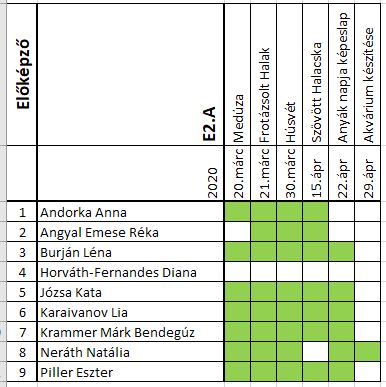 Előképző
E2.A
2020
20.márc Medúza
21.márc Frotázsolt Halak
30.márc Húsvét
15.ápr Szövött Halacska
22.ápr Anyák napja képeslap
29.ápr Akvárium készítése
1 Andorka Anna
2 Angyal Emese Réka
3 Burján Léna
4 Horváth-Fernandes Diana
5 Józsa Kata
6 Karaivanov Lia
7 Krammer Márk Bendegúz
8 Neráth Natália
9 Piller Eszter